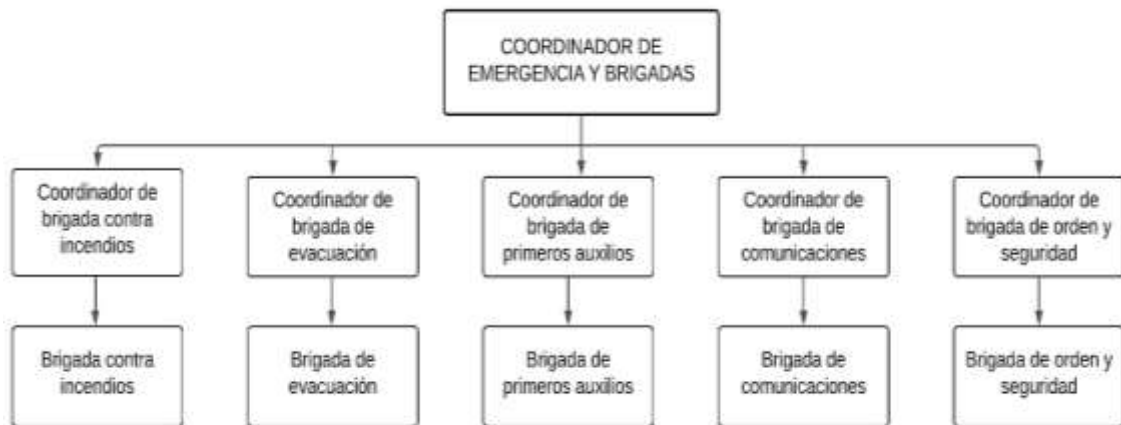 COORDINADOR DE
EMERGENCIA Y BRIGADAS
Coordinador de
brigada contra
incendios
Coordinador de
brigada de
evacuación
Coordinador de
brigada de
primeros auxilios
Coordinador de
brigada de
comunicaciones
Coordinador de
brigada de orden y
seguridad
Brigada contra
incendios
Brigada de
evacuación
Brigada de
primeros auxilios
Brigada de
comunicaciones
Brigada de orden y
seguridad